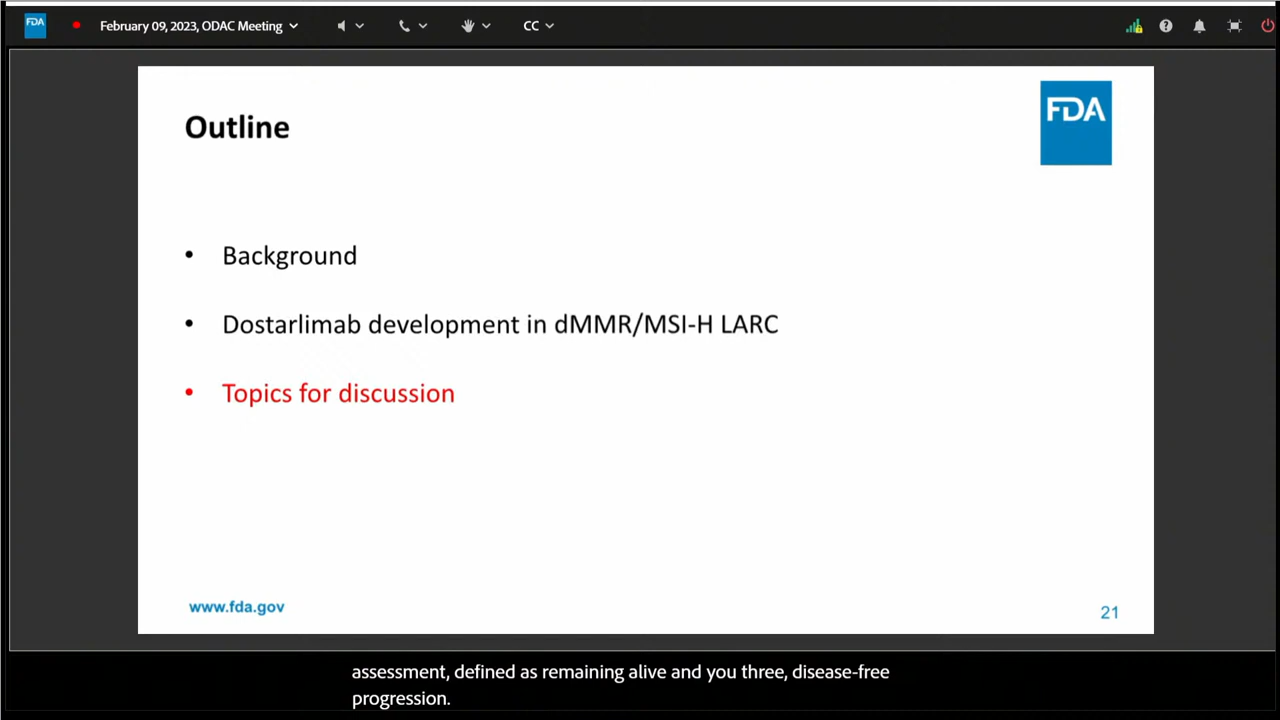 FDA
February 09, 2023, ODAC Meeting
CC
FDA
Outline
• Background
• Dostarlimab development in dMMR/MSI-H LARC
• Topics for discussion
www.fda.gov
21
assessment, defined as remaining alive and you three, disease-free
progression.